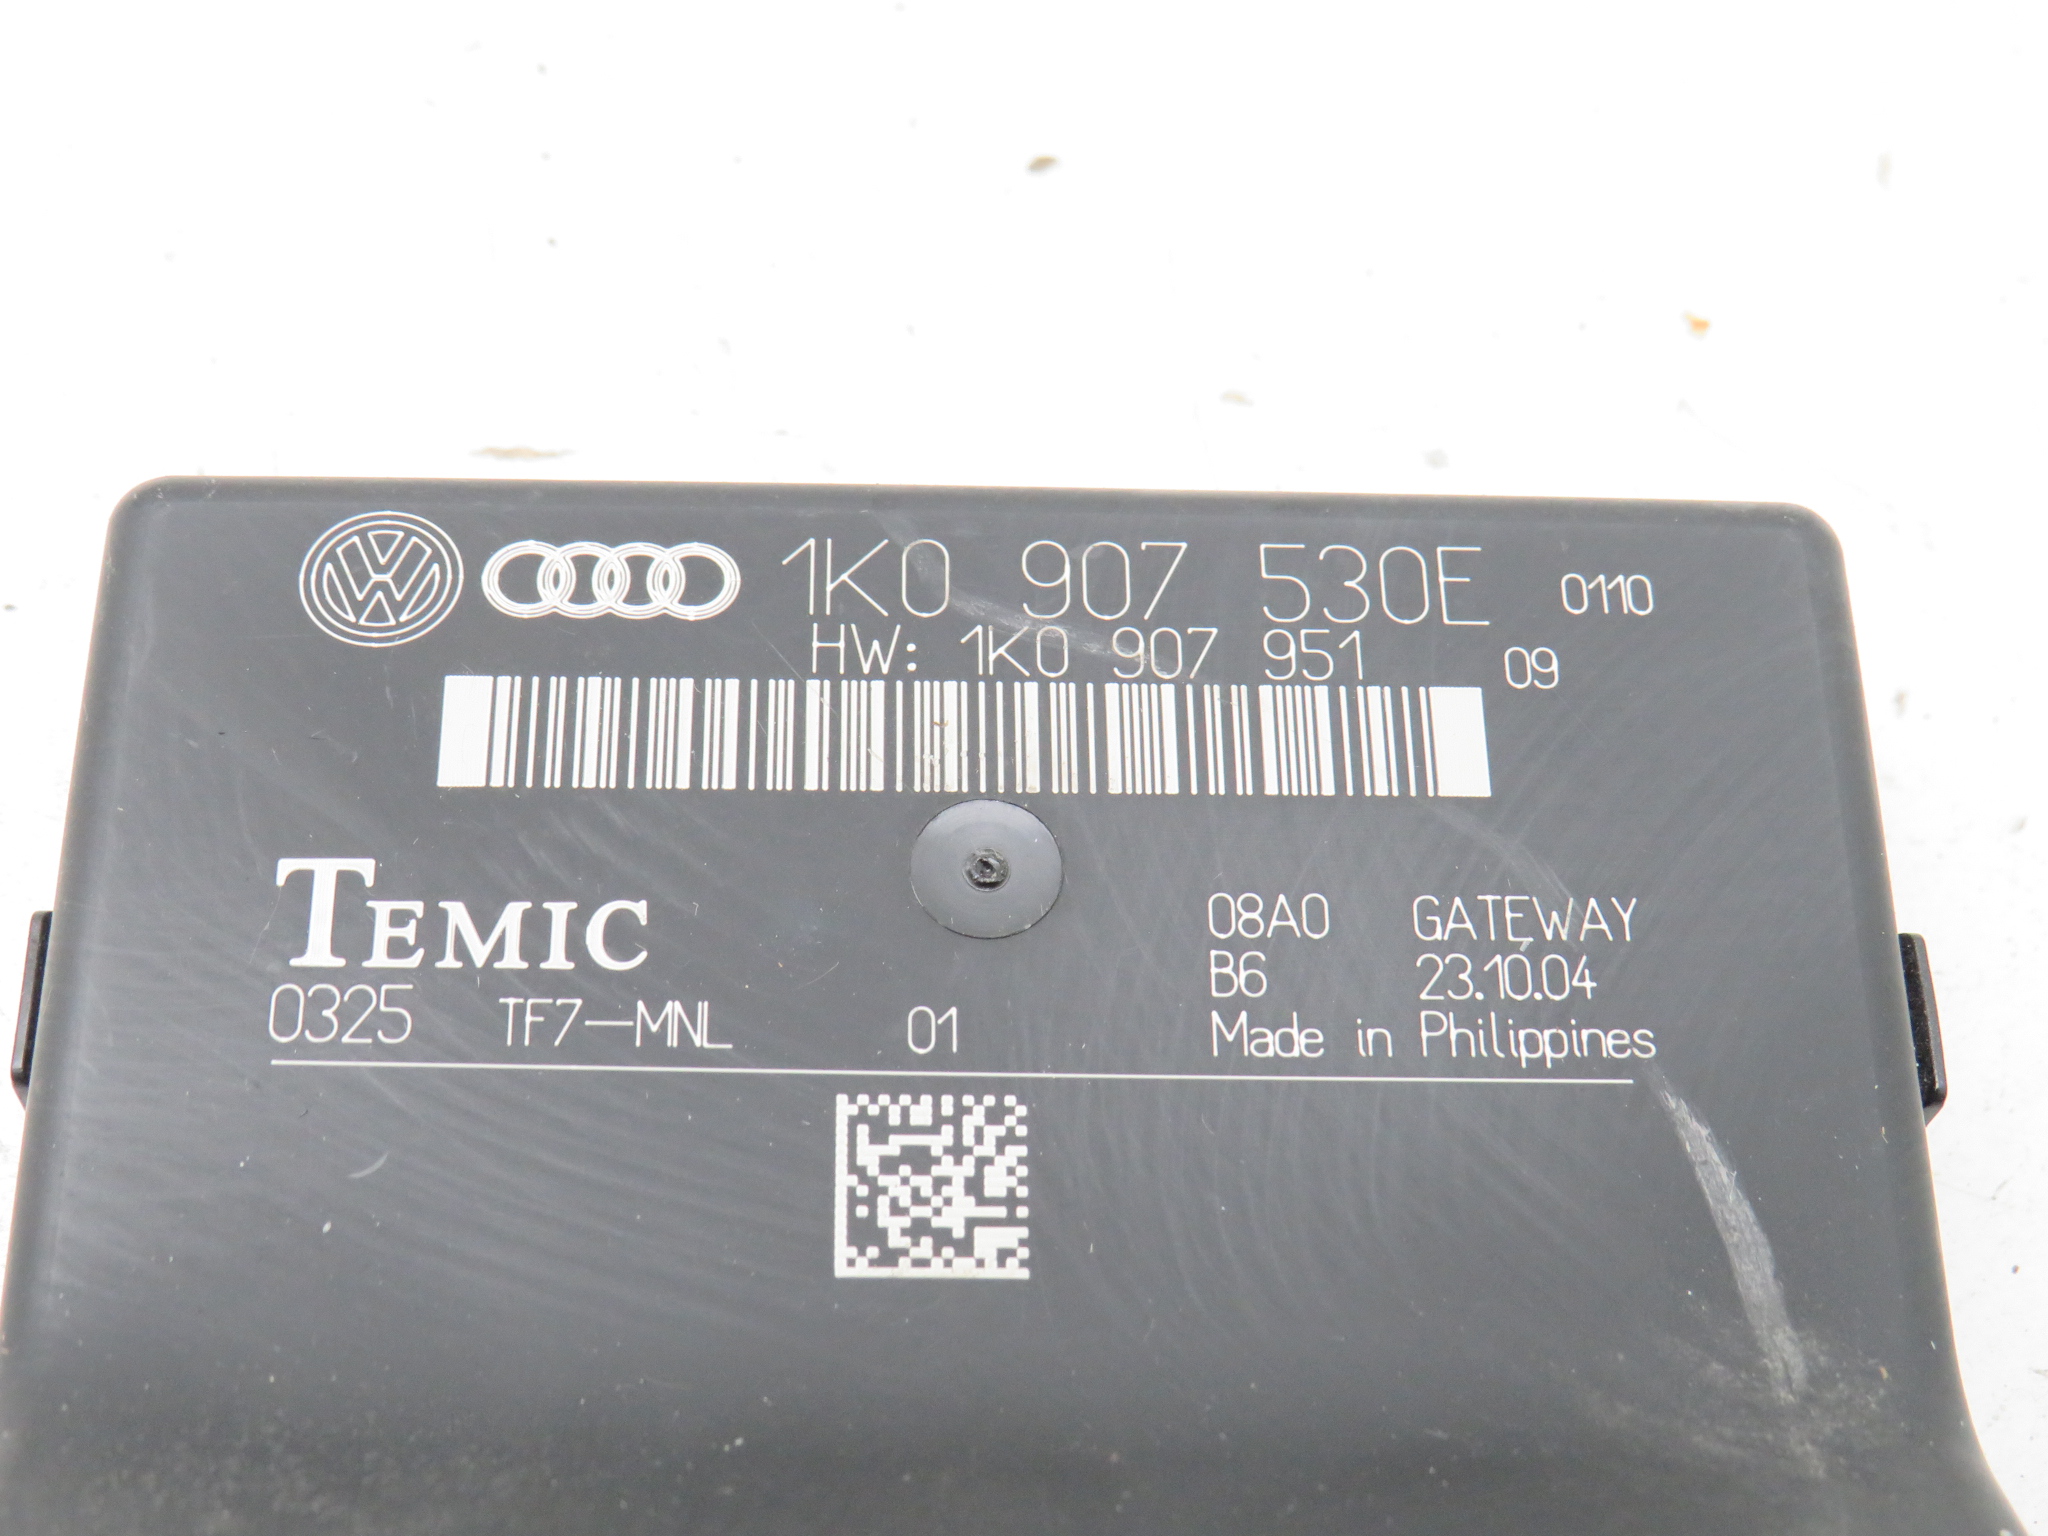 1K0 907 530E 0110
HW: 1K0 907 951 09
TEMIC
0325 TF7-MNL 01
08A0 GATEWAY
B6 23.10.04
Made in Philippines